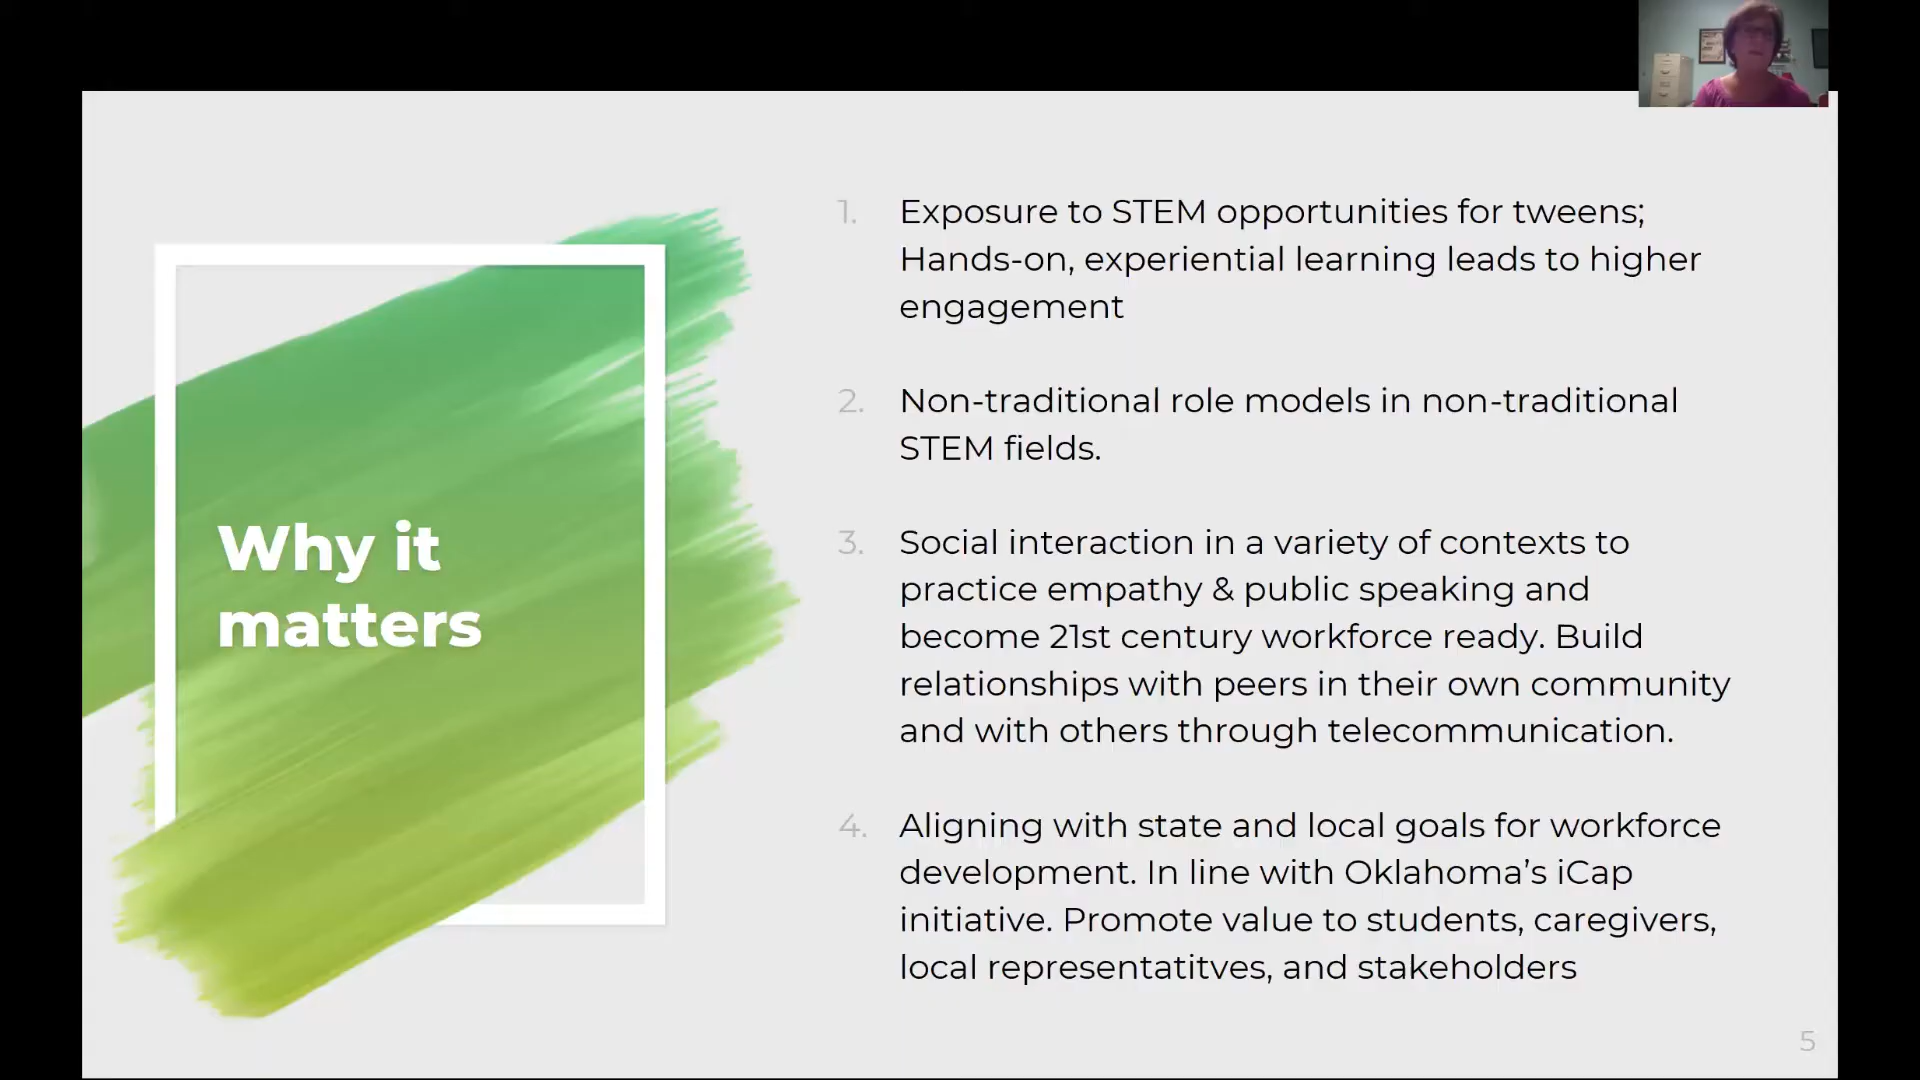 Why it
matters
1. Exposure to STEM opportunities for tweens;
Hands-on, experiential learning leads to higher
engagement
2. Non-traditional role models in non-traditional
STEM fields.
3. Social interaction in a variety of contexts to
practice empathy & public speaking and
become 21st century workforce ready. Build
relationships with peers in their own community
and with others through telecommunication.
4. Aligning with state and local goals for workforce
development. In line with Oklahoma’s iCap
initiative. Promote value to students, caregivers,
local representatitves, and stakeholders
5